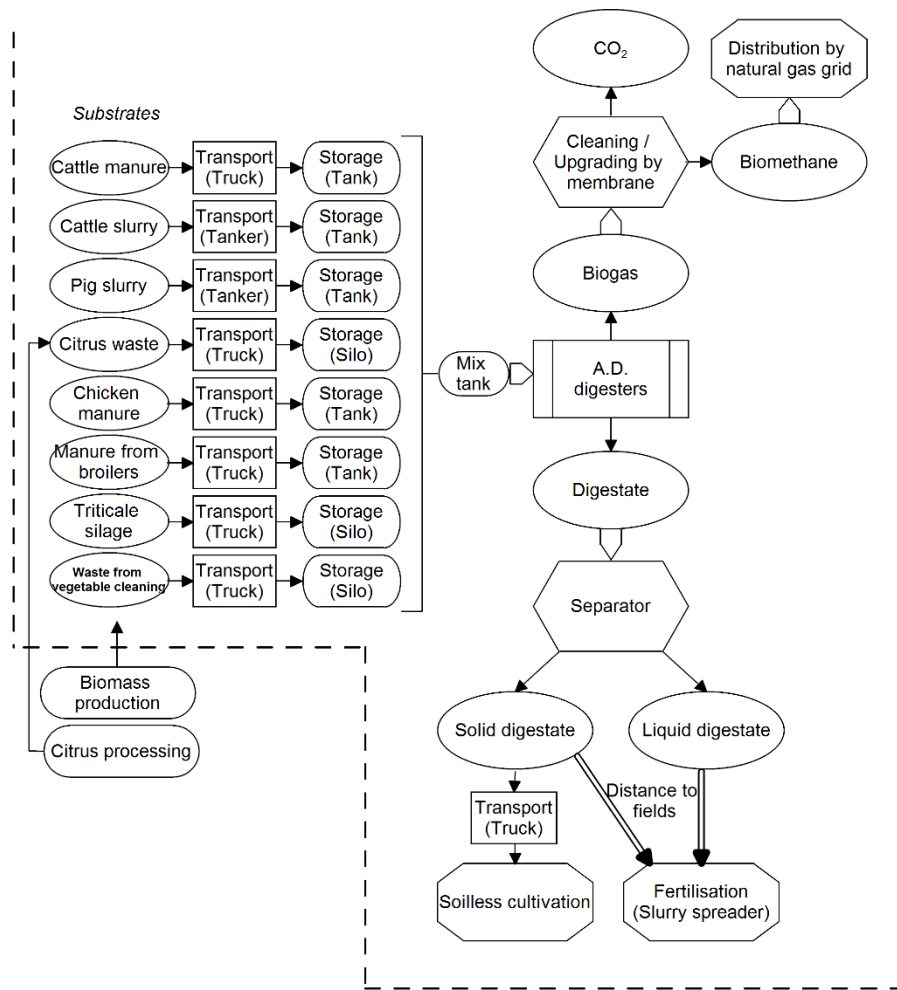 Substrates
Cattle manure
Transport
(Truck)
Storage
(Tank)
Cattle slurry
Transport
(Tanker)
Storage
(Tank)
Pig slurry
Transport
(Tanker)
Storage
(Tank)
Citrus waste
Transport
(Truck)
Storage
(Silo)
Chicken
manure
Transport
(Truck)
Storage
(Tank)
Manure from
broilers
Transport
(Truck)
Storage
(Tank)
Triticale
silage
Transport
(Truck)
Storage
(Silo)
Waste from
vegetable cleaning
Transport
(Truck)
Storage
(Silo)
Biomass
production
Citrus processing
Mix
tank
A.D.
digesters
Biogas
Cleaning /
Upgrading by
membrane
CO₂
Biomethane
Distribution by
natural gas grid
Digestate
Separator
Solid digestate
Liquid digestate
Distance to
fields
Transport
(Truck)
Soilless cultivation
Fertilisation
(Slurry spreader)